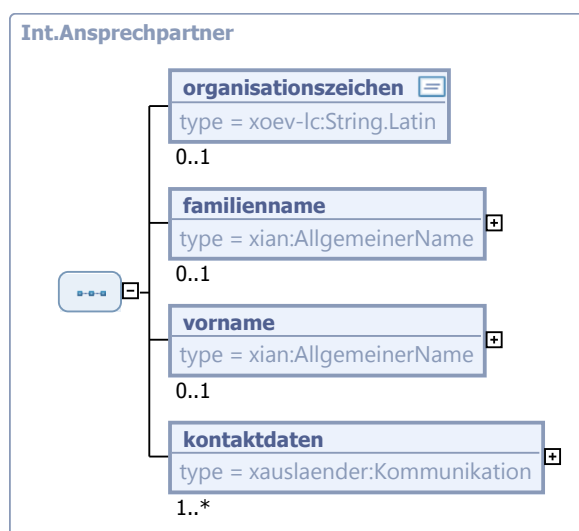 Int.Ansprechpartner
organisationszeichen
type = xoev-lc:String.Latin
0..1
familienname
type = xian:AllgemeinerName
0..1
vorname
type = xian:AllgemeinerName
0..1
kontaktdaten
type = xauslaender:Kommunikation
1..*